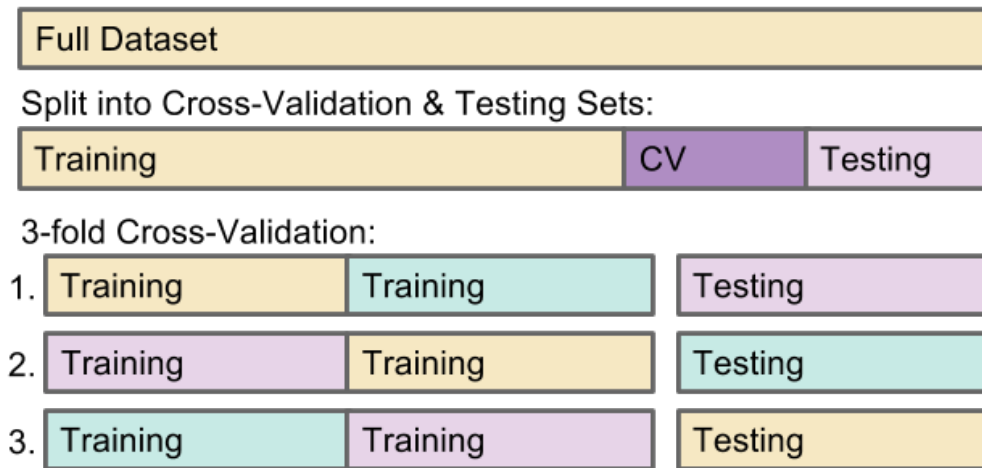 Full Dataset
Split into Cross-Validation & Testing Sets:
Training CV Testing
3-fold Cross-Validation:
1. Training Training Testing
2. Training Training Testing
3. Training Training Testing